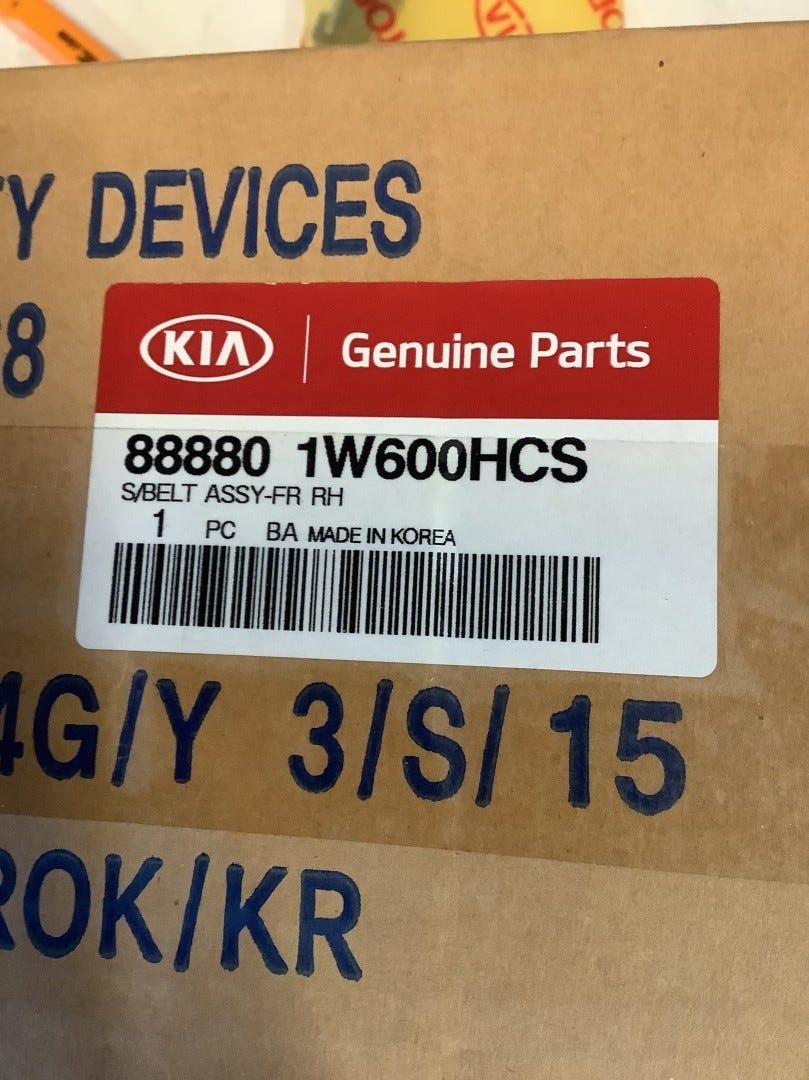 KIA
DEVICES
8
KIA Genuine Parts
88880 1W600HCS
S/BELT ASSY-FR RH
1 PC BA MADE IN KOREA
4G/Y 3/S/15
ROK/KR